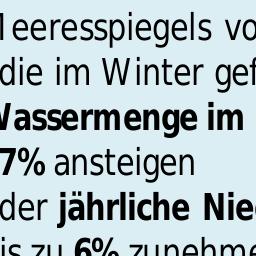 Meeresspiegels vo
die im Winter gef
Wassermenge im
7% ansteigen
der jährliche Nie
is zu 6% zunehme